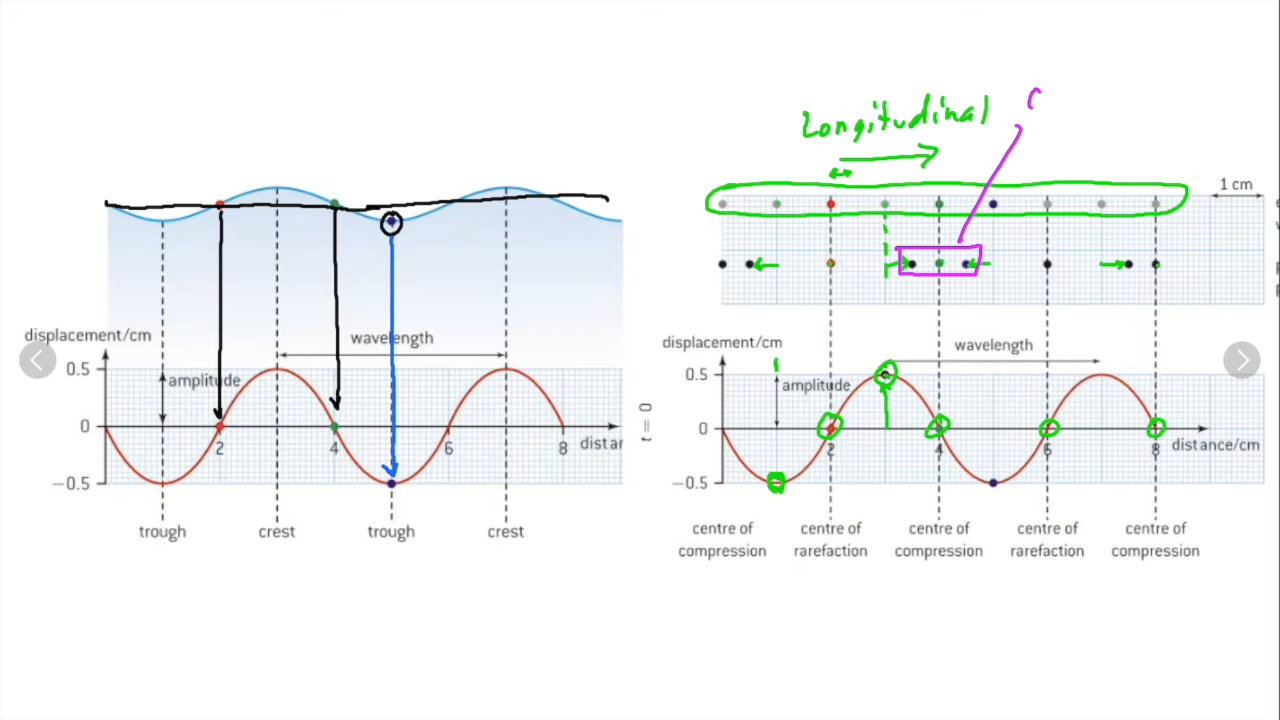 Longitudinal
1 cm
displacement/cm
wavelength
0.5
amplitude
0
2
4
6
8
distan
−0.5
trough
crest
trough
crest
t = 0
displacement/cm
wavelength
0.5
amplitude
0
2
4
6
8
distance/cm
−0.5
centre of
compression
centre of
rarefaction
centre of
compression
centre of
rarefaction
centre of
compression